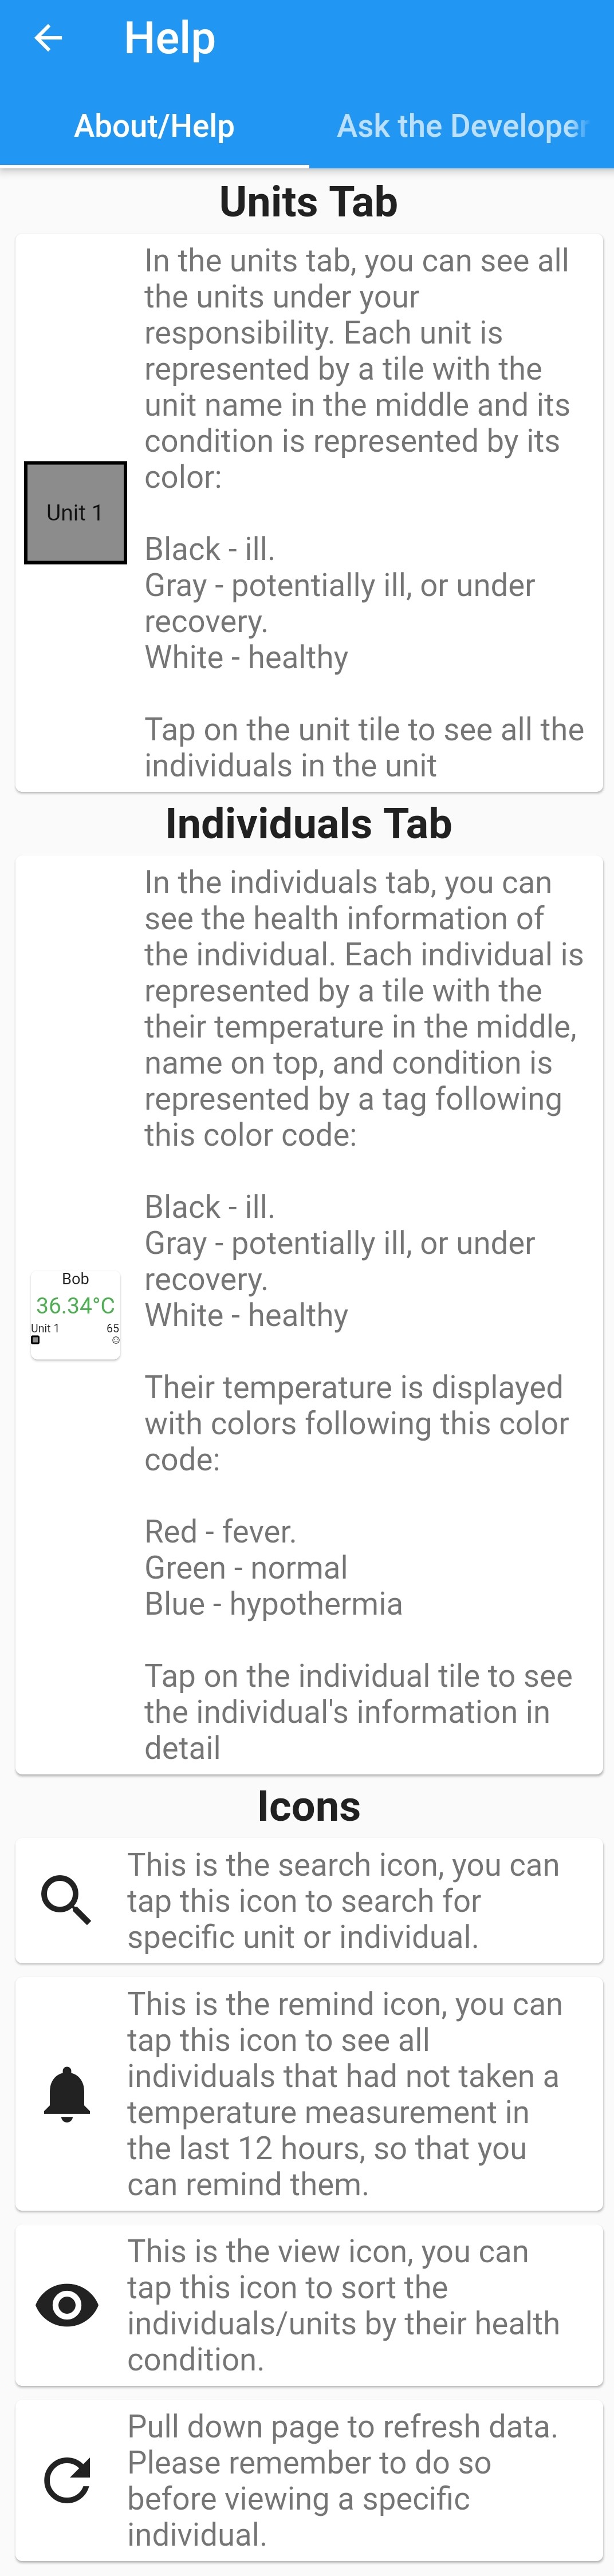 Help
About/Help
Ask the Developer
Units Tab
In the units tab, you can see all
the units under your
responsibility. Each unit is
represented by a tile with the
unit name in the middle and its
condition is represented by its
color:
Unit 1
Black - ill.
Gray - potentially ill, or under
recovery.
White - healthy
Tap on the unit tile to see all the
individuals in the unit
Individuals Tab
In the individuals tab, you can
see the health information of
the individual. Each individual is
represented by a tile with the
their temperature in the middle,
name on top, and condition is
represented by a tag following
this color code:
Black - ill.
Gray - potentially ill, or under
recovery.
White - healthy
Bob
36.34°C
Unit 1 65
Their temperature is displayed
with colors following this color
code:
Red - fever.
Green - normal
Blue - hypothermia
Tap on the individual tile to see
the individual's information in
detail
Icons
This is the search icon, you can
tap this icon to search for
specific unit or individual.
This is the remind icon, you can
tap this icon to see all
individuals that had not taken a
temperature measurement in
the last 12 hours, so that you
can remind them.
This is the view icon, you can
tap this icon to sort the
individuals/units by their health
condition.
Pull down page to refresh data.
Please remember to do so
before viewing a specific
individual.